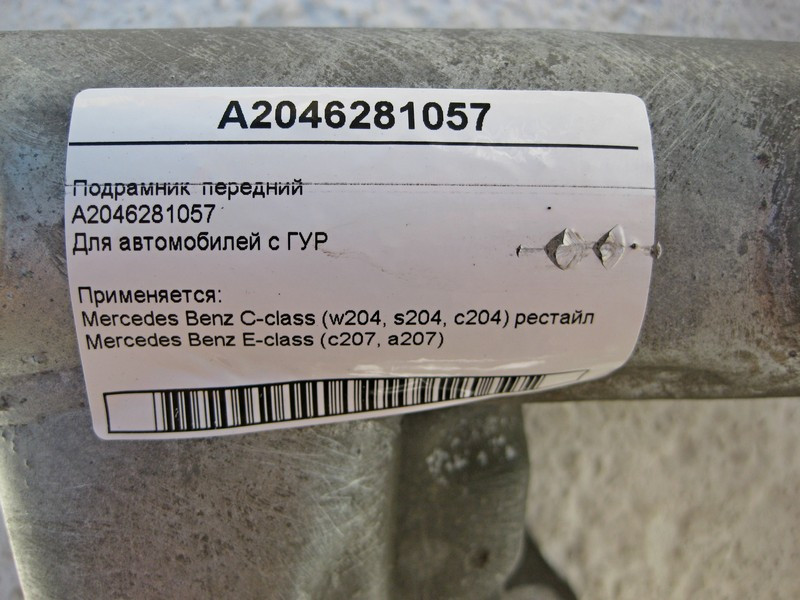 A2046281057
Подрамник передний
A2046281057
Для автомобилей с ГУР
Применяется:
Mercedes Benz C-class (w204, s204, c204) рестайл
Mercedes Benz E-class (c207, a207)